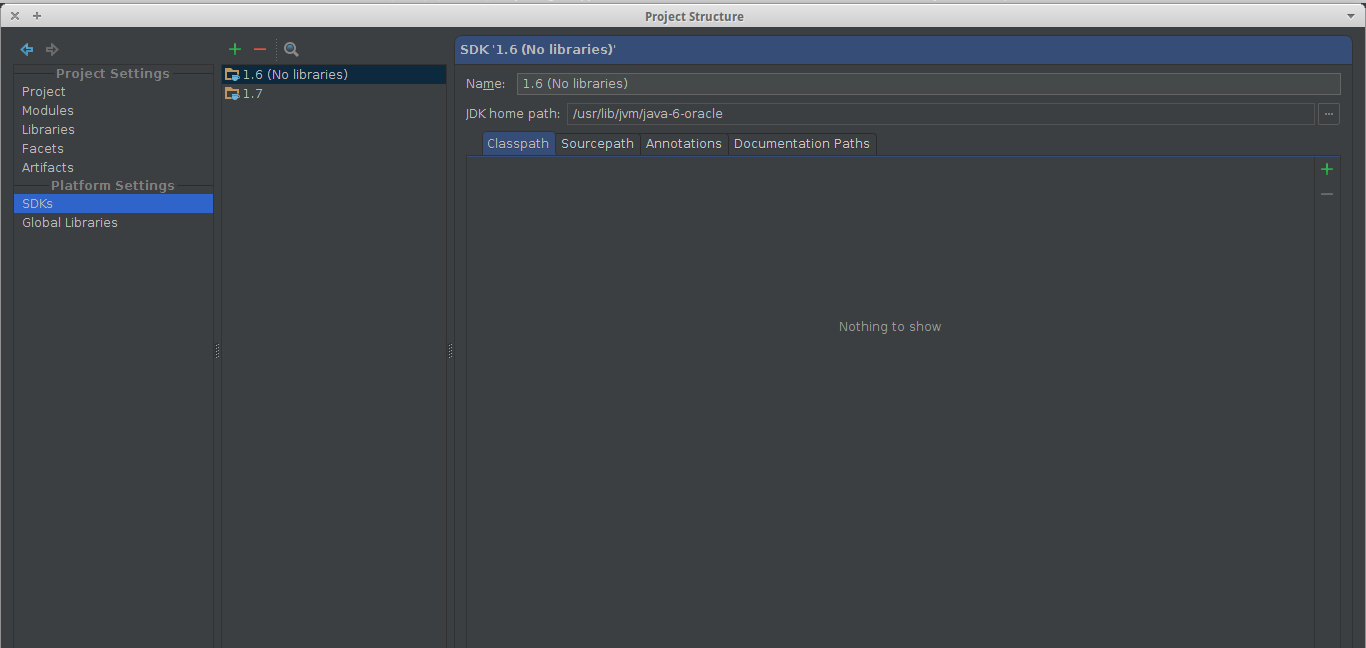 Project Structure
Project Settings
Project
Modules
Libraries
Facets
Artifacts
Platform Settings
SDKs
Global Libraries
1.6 (No libraries)
1.7
SDK '1.6 (No libraries)'
Name: 1.6 (No libraries)
JDK home path: /usr/lib/jvm/java-6-oracle ...
Classpath Sourcepath Annotations Documentation Paths
Nothing to show